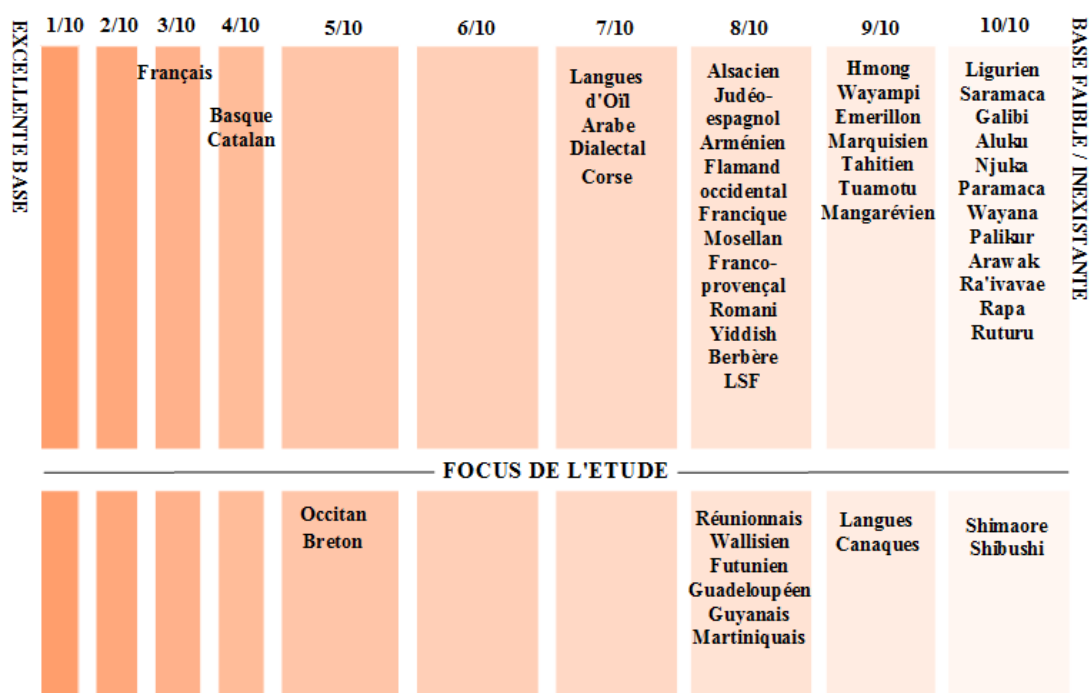 EXCELLENTE BASE
1/10 2/10 3/10 4/10 5/10 6/10 7/10 8/10 9/10 10/10
BASE FAIBLE / INEXISTANTE
Français
Basque
Catalan
Langues
d'Oïl
Arabe
Dialectal
Corse
Alsacien
Judéo-
espagnol
Arménien
Flamand
occidental
Francique
Mosellan
Franco-
provençal
Romani
Yiddish
Berbère
LSF
Hmong
Wayampi
Emerillon
Marquisien
Tahitien
Tuamotu
Mangarévien
Ligurien
Saramaca
Galibi
Aluku
Njuka
Paramaca
Wayana
Palikur
Arawak
Ra'ivavae
Rapa
Ruturu
FOCUS DE L'ETUDE
Occitan
Breton
Réunionnais
Wallisien
Futunien
Guadeloupéen
Guyanais
Martiniquais
Langues
Canaques
Shimaore
Shibushi